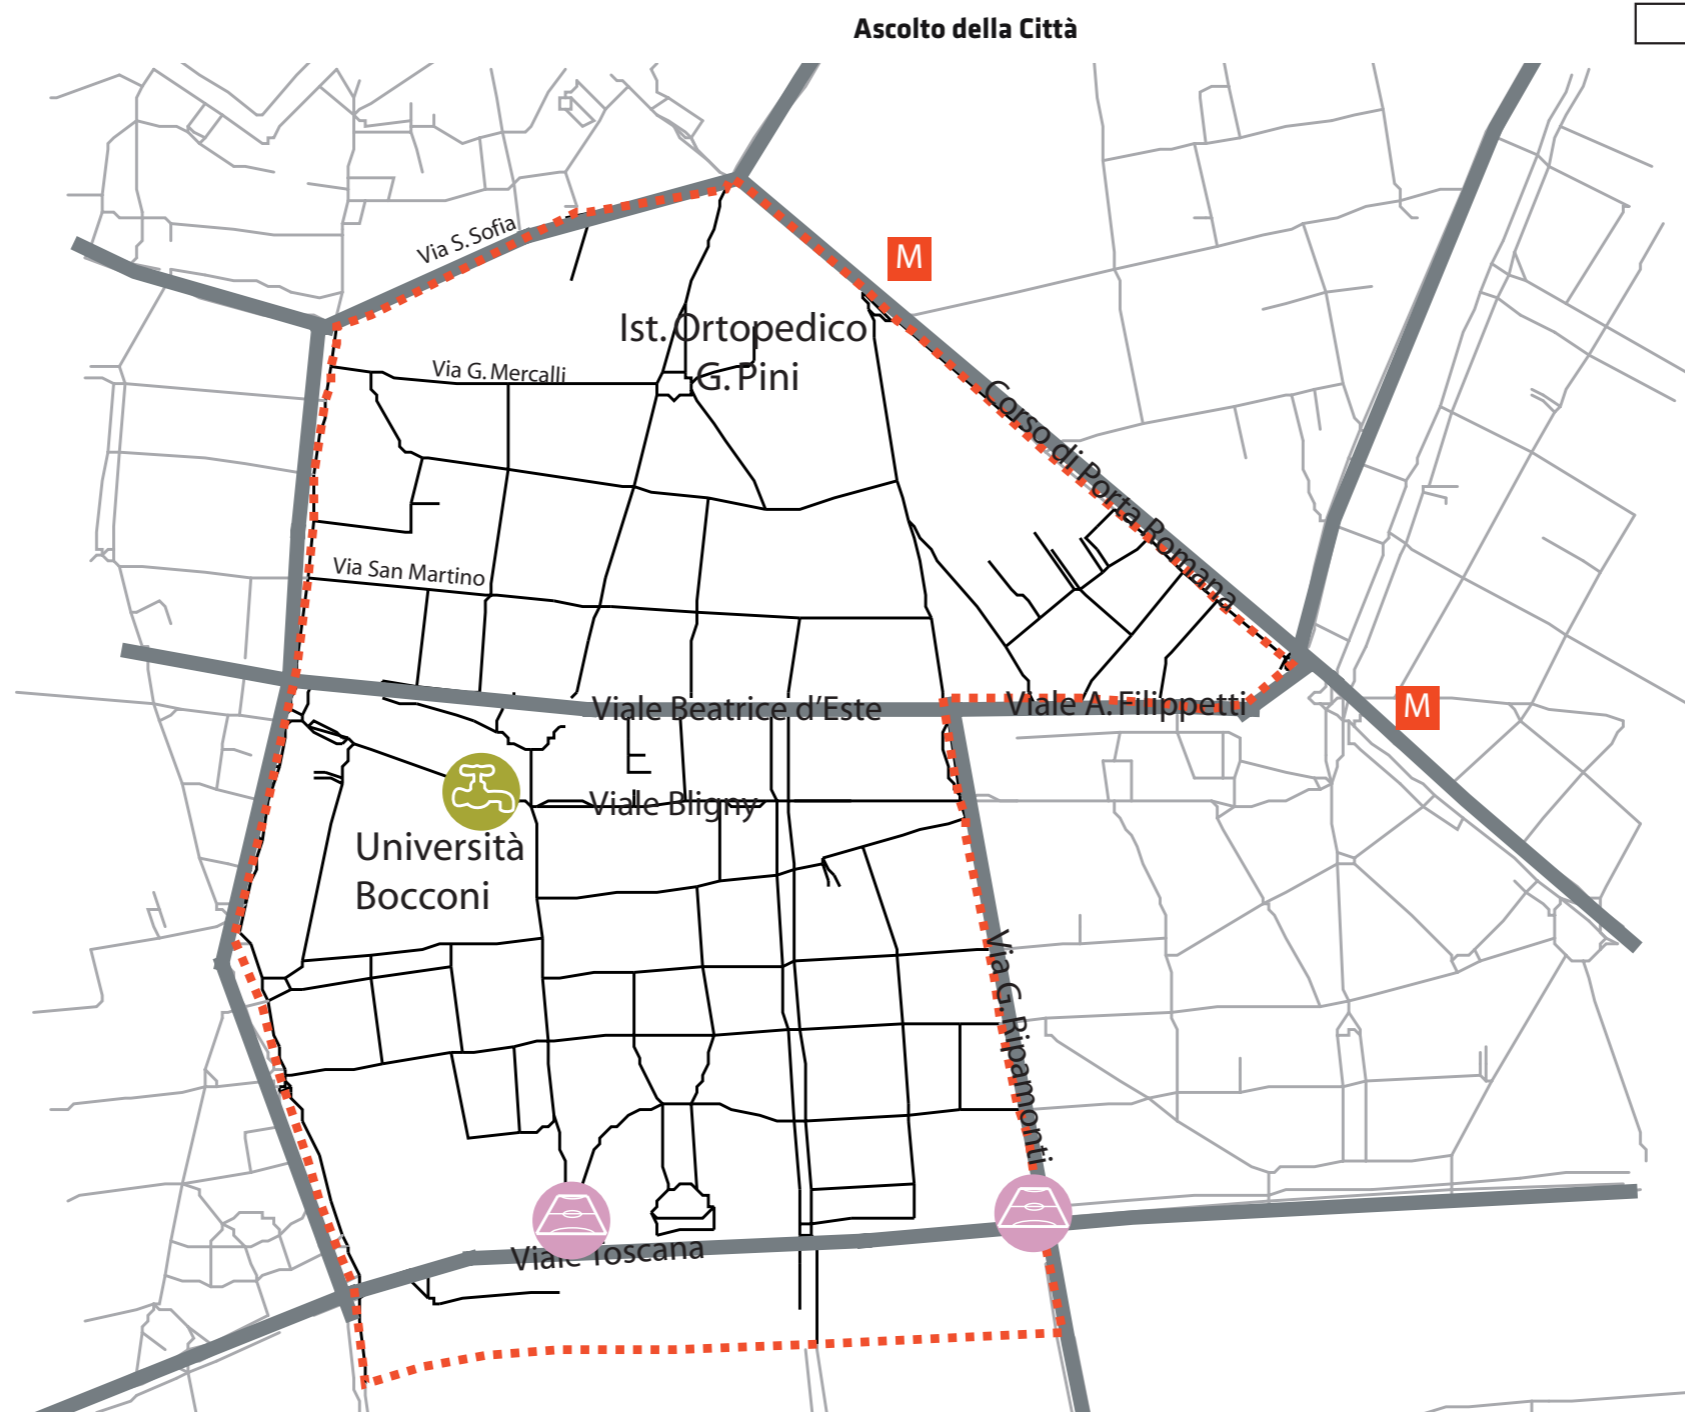 Ascolto della Città
Via S. Sofia
M
Ist. Ortopedico
G. Pini
Via G. Mercalli
Corso di Porta Romana
Via San Martino
Viale Beatrice d'Este
Viale A. Filippetti
M
Viale Bligny
Università
Bocconi
Via G. Ripamonti
Viale Toscana